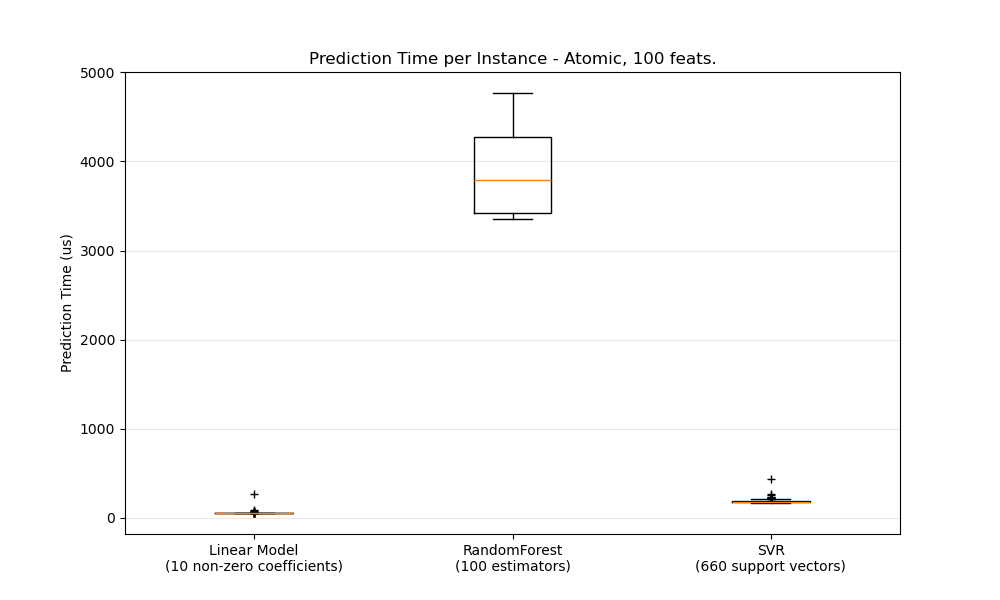 Prediction Time per Instance - Atomic, 100 feats.
5000
4000
3000
2000
1000
0
Prediction Time (us)
Linear Model
(10 non-zero coefficients)
RandomForest
(100 estimators)
SVR
(660 support vectors)